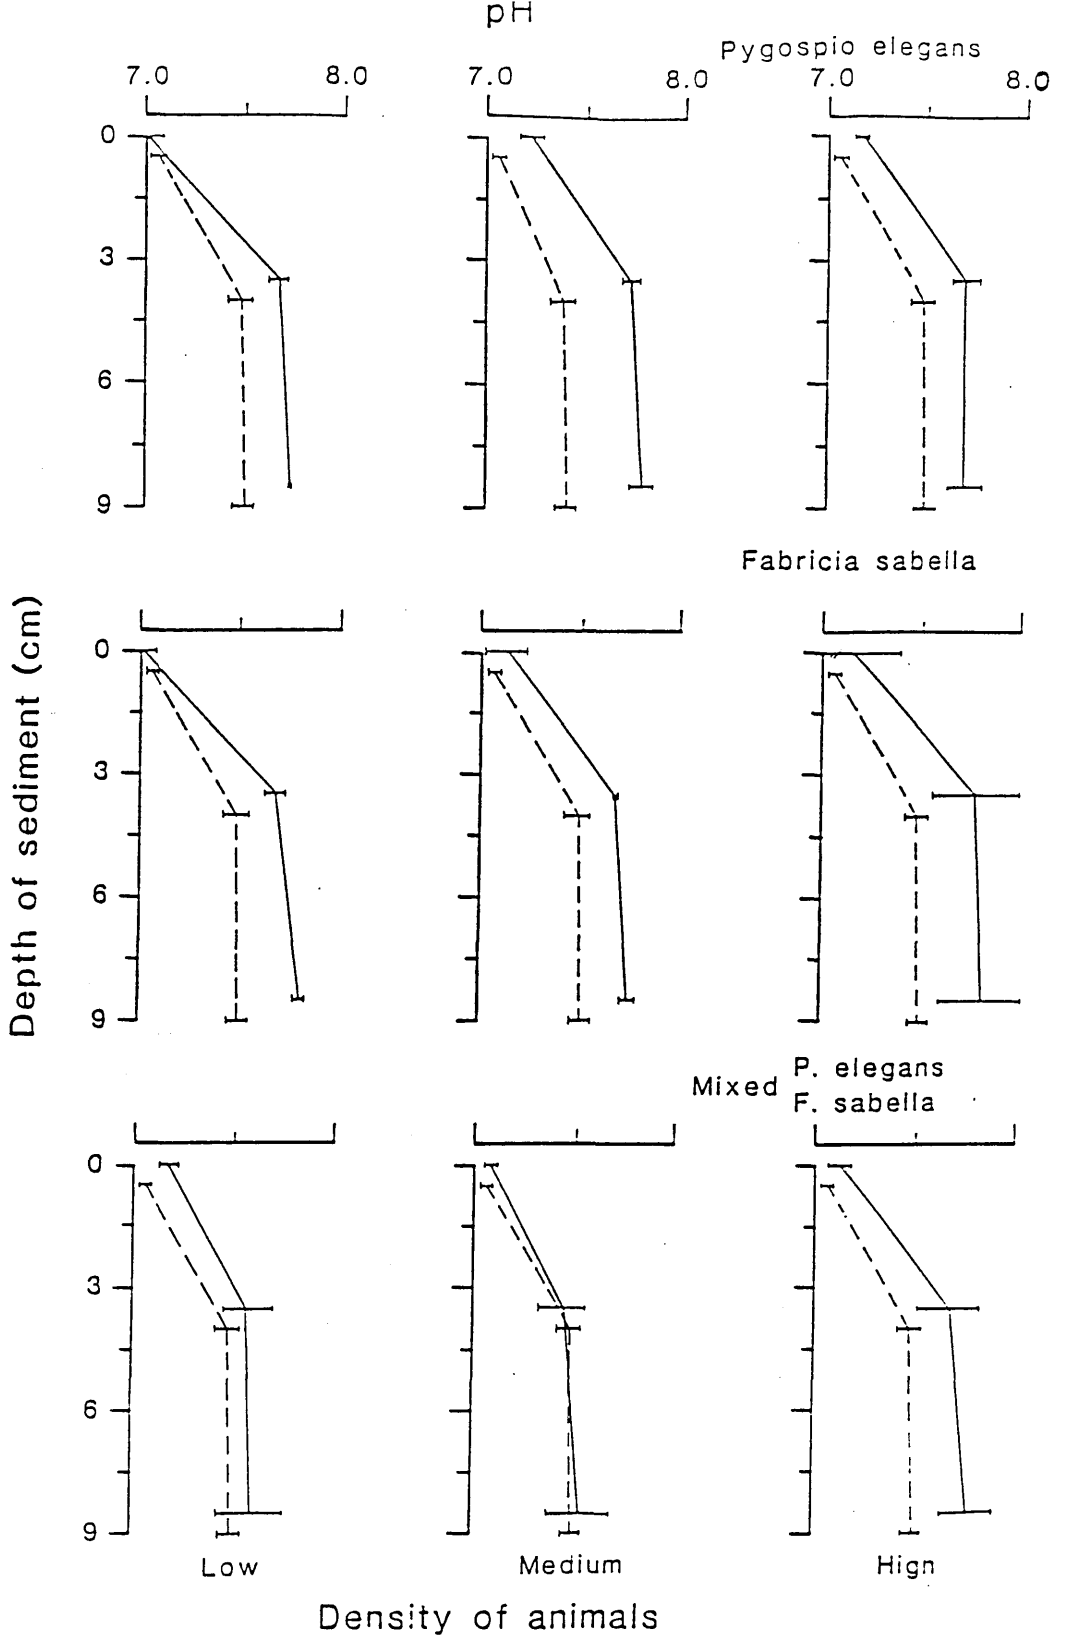 pH
Pygospio elegans
7.0 8.0 7.0 8.0 7.0 8.0
0
3
6
9
Fabricia sabella
0
3
6
9
Depth of sediment (cm)
Mixed P. elegans
F. sabella
0
3
6
9
Low Medium Hign
Density of animals